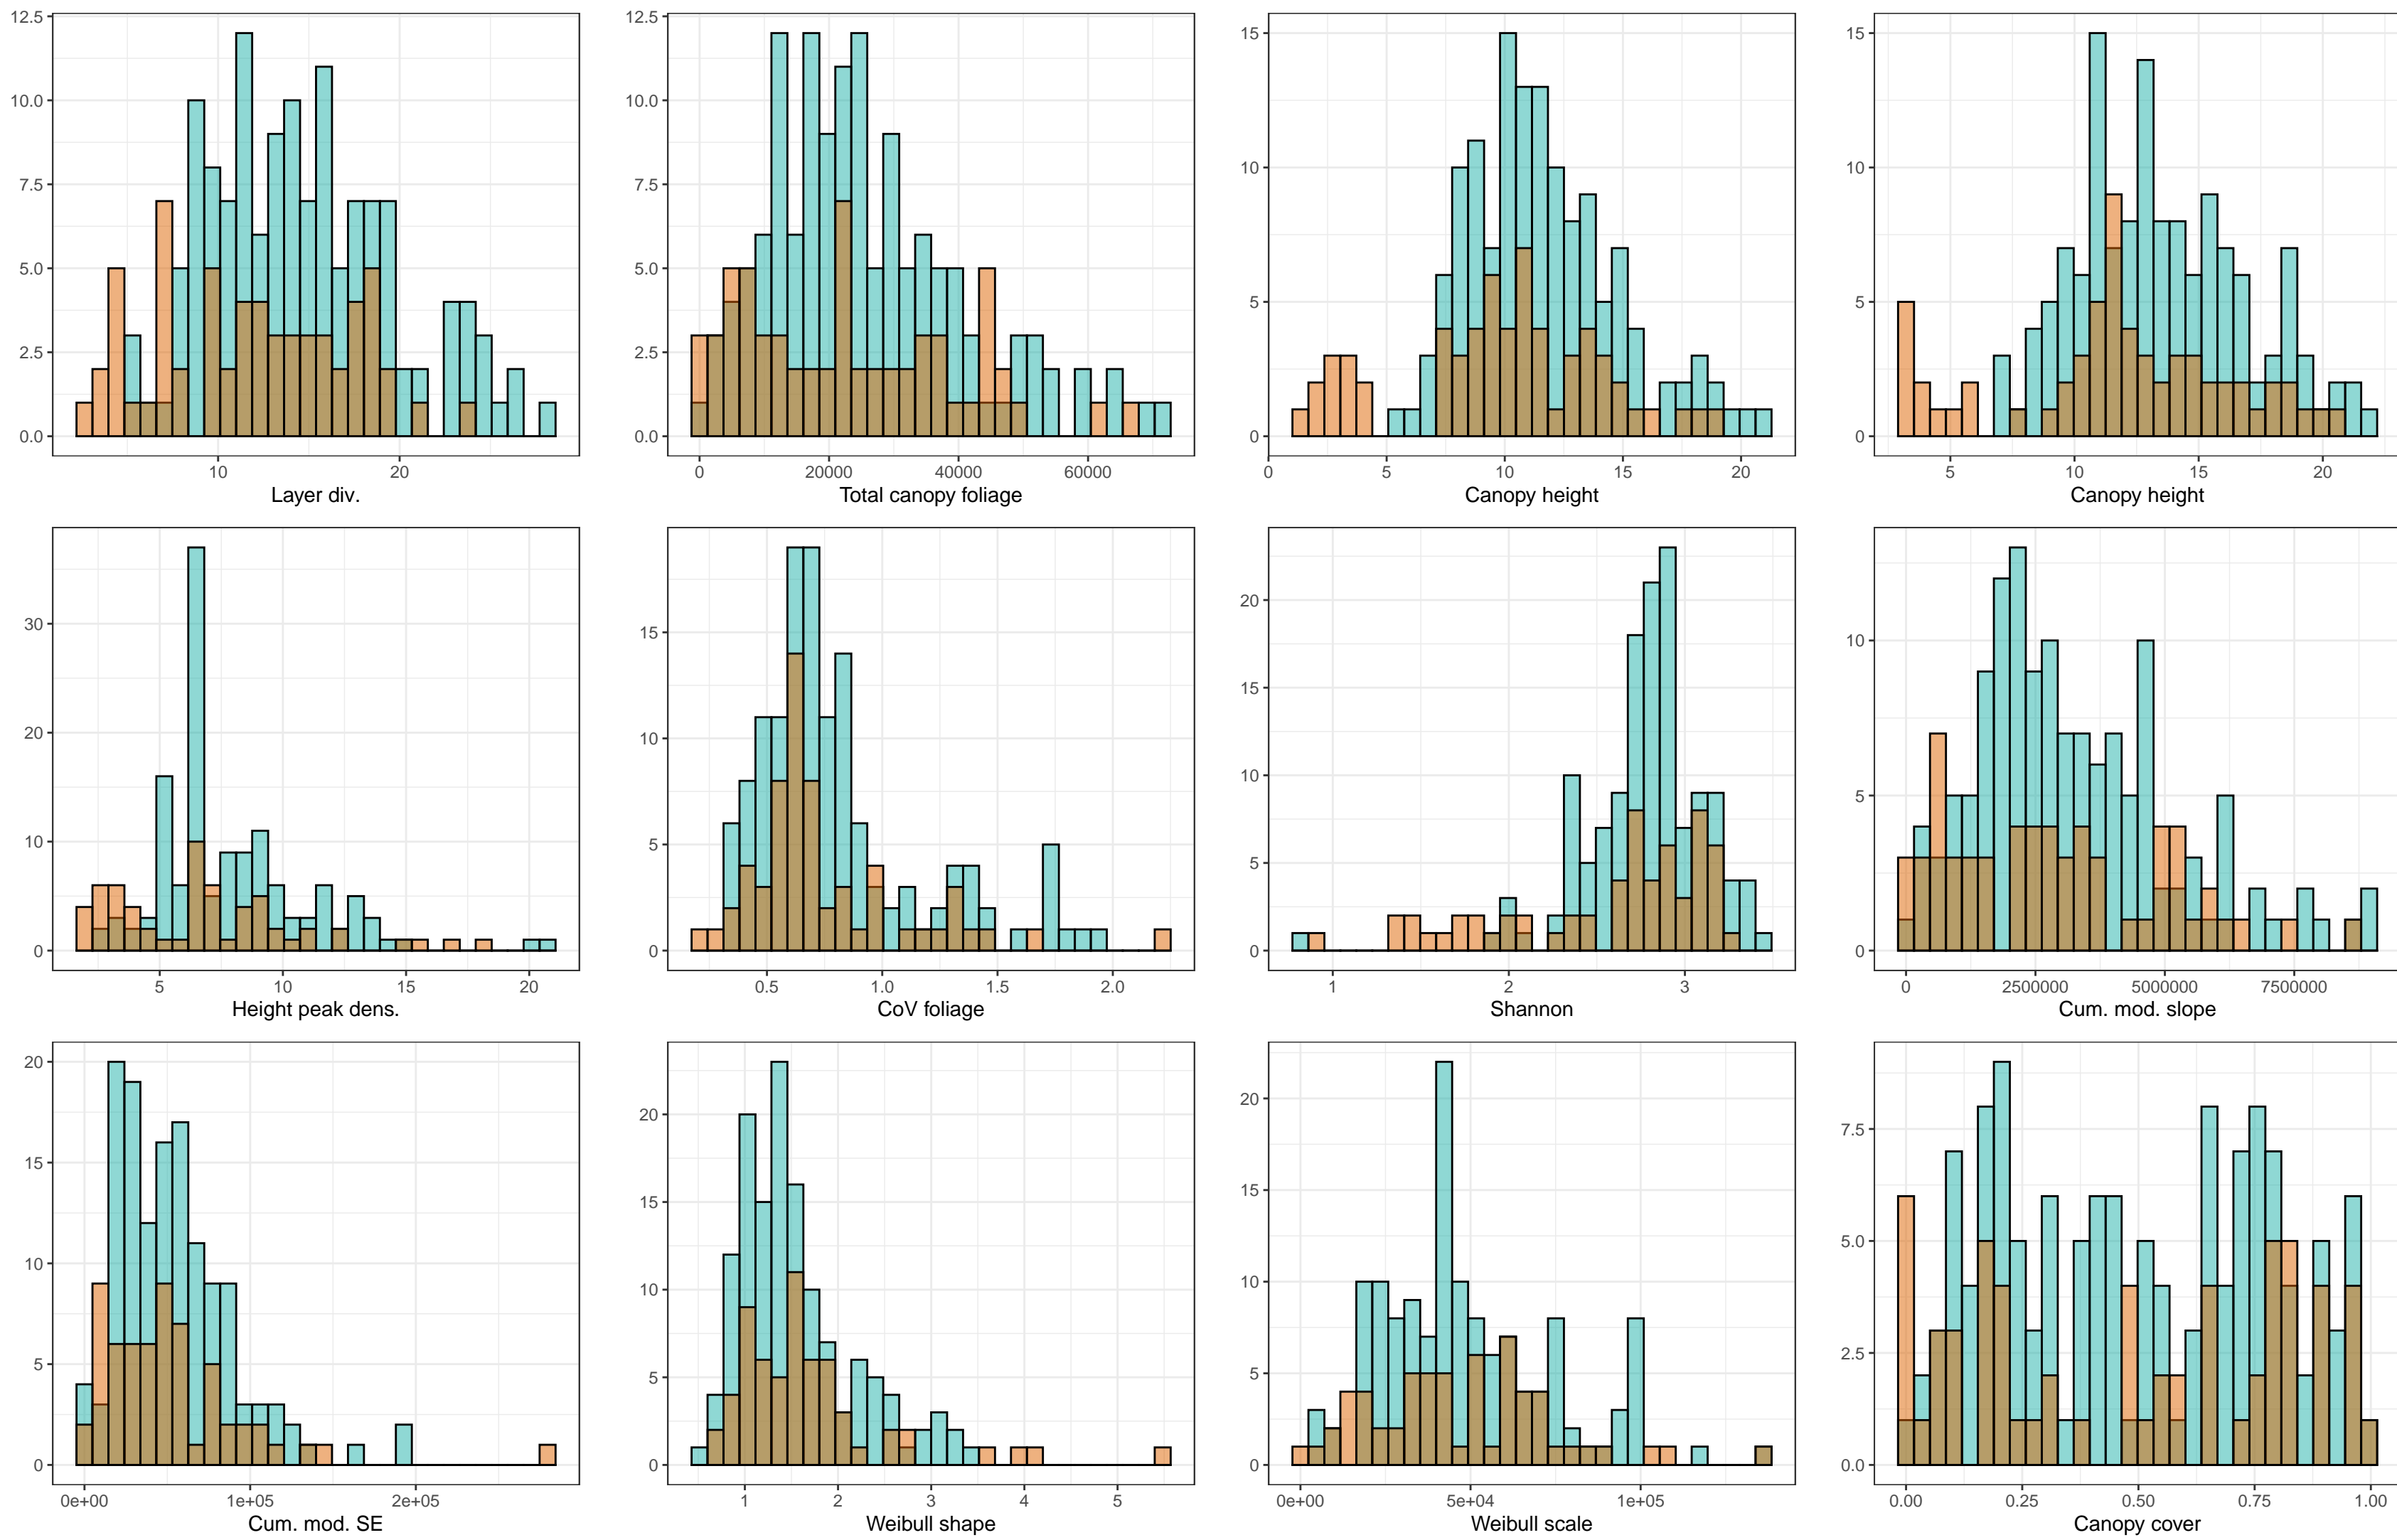 12.5
10.0
7.5
5.0
2.5
0.0
10 20
Layer div.
12.5
10.0
7.5
5.0
2.5
0.0
0 20000 40000 60000
Total canopy foliage
15
10
5
0
0 5 10 15 20
Canopy height
15
10
5
0
5 10 15 20
Canopy height
30
20
10
0
5 10 15 20
Height peak dens.
15
10
5
0
0.5 1.0 1.5 2.0
CoV foliage
20
15
10
5
0
1 2 3
Shannon
10
5
0
0 2500000 5000000 7500000
Cum. mod. slope
20
15
10
5
0
0e+00 1e+05 2e+05
Cum. mod. SE
20
15
10
5
0
1 2 3 4 5
Weibull shape
20
15
10
5
0
0e+00 5e+04 1e+05
Weibull scale
7.5
5.0
2.5
0.0
0.00 0.25 0.50 0.75 1.00
Canopy cover